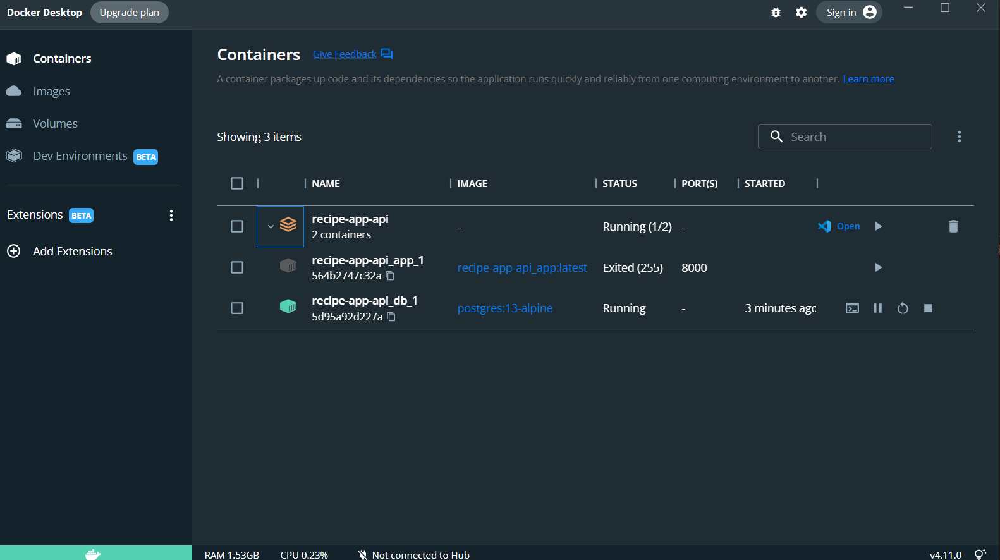 Docker Desktop Upgrade plan Sign in
Containers
Images
Volumes
Dev Environments BETA
Extensions BETA
Add Extensions
Containers Give Feedback
A container packages up code and its dependencies so the application runs quickly and reliably from one computing environment to another. Learn more
Showing 3 items Search
NAME IMAGE STATUS PORT(S) STARTED
recipe-app-api
2 containers
- Running (1/2) - Open
recipe-app-api_app_1
564b2747c32a
recipe-app-api_app:latest Exited (255) 8000
recipe-app-api_db_1
5d95a92d227a
postgres:13-alpine Running - 3 minutes agc
RAM 1.53GB CPU 0.23% Not connected to Hub v4.11.0